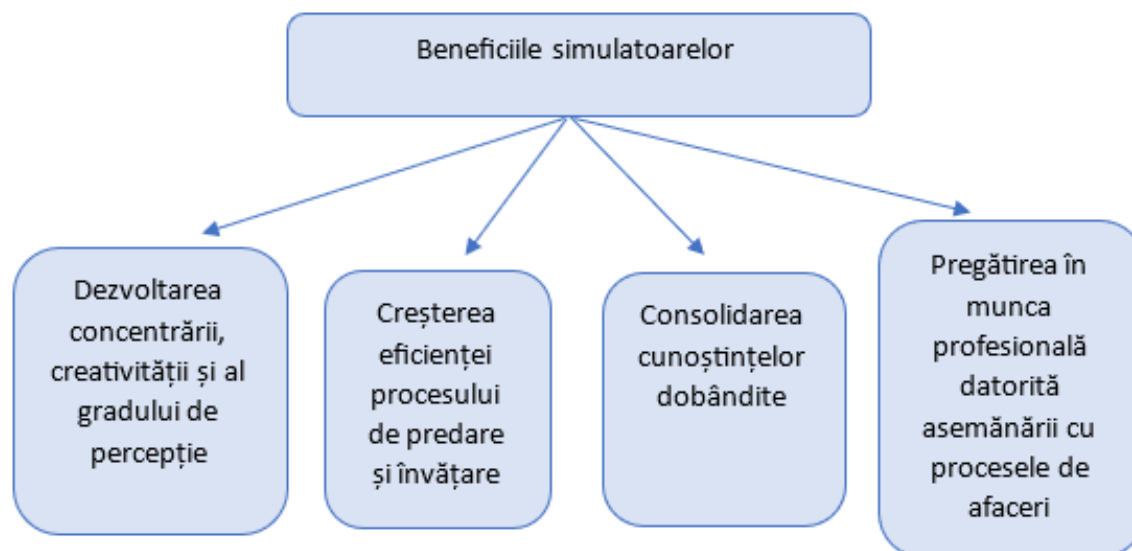 Beneficiile simulatoarelor
Dezvoltarea
concentrării,
creativității și al
gradului de
percepție
Creșterea
eficienței
procesului
de predare
și învățare
Consolidarea
cunoștințelor
dobândite
Pregătirea în
munca
profesională
datorită
asemănării cu
procesele de
afaceri